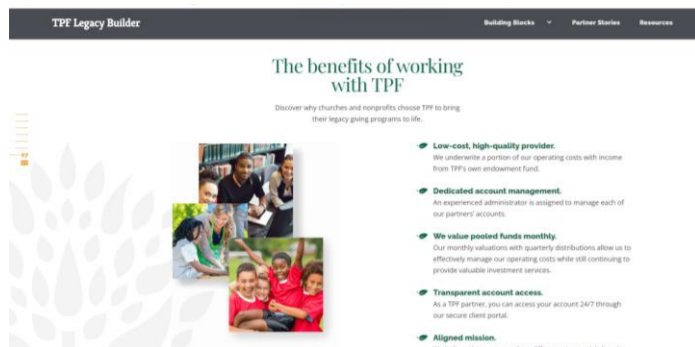 TPF Legacy Builder
Building Blocks
Partner Stories
Resources
The benefits of working
with TPF
Discover why churches and nonprofits choose TPF to bring
their legacy giving programs to life.
Low-cost, high-quality provider.
We underwrite a portion of our operating costs with income
from TPF's own endowment fund.
Dedicated account management.
An experienced administrator is assigned to manage each of
our partners' accounts.
We value pooled funds monthly.
Our monthly valuations with quarterly distributions allow us to
effectively manage our operating costs while still continuing to
provide valuable investment services.
Transparent account access.
As a TPF partner, you can access your account 24/7 through
our secure client portal.
Aligned mission.